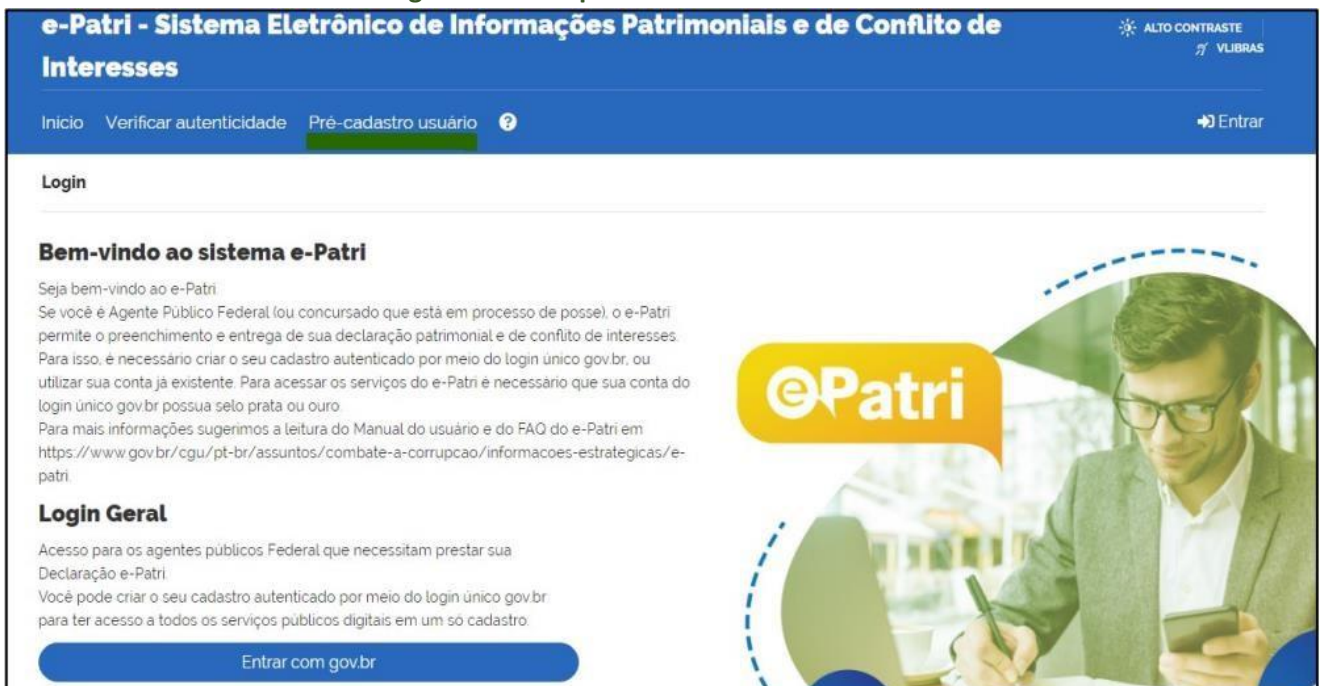 e-Patri - Sistema Eletrônico de Informações Patrimoniais e de Conflito de
Interesses
ALTO CONTRASTE
VLIBRAS
Início Verificar autenticidade Pré-cadastro usuário ?
Entrar
Login
Bem-vindo ao sistema e-Patri
Seja bem-vindo ao e-Patri.
Se você é Agente Público Federal (ou concursado que está em processo de posse), o e-Patri
permite o preenchimento e entrega de sua declaração patrimonial e de conflito de interesses.
Para isso, é necessário criar o seu cadastro autenticado por meio do login único gov.br, ou
utilizar sua conta já existente. Para acessar os serviços do e-Patri é necessário que sua conta do
login único gov.br possua selo prata ou ouro.
Para mais informações sugerimos a leitura do Manual do usuário e do FAQ do e-Patri em
https://www.gov.br/cgu/pt-br/assuntos/combate-a-corrupcao/informacoes-estrategicas/e-
patri.
ePatri
Login Geral
Acesso para os agentes públicos Federal que necessitam prestar sua
Declaração e-Patri.
Você pode criar o seu cadastro autenticado por meio do login único gov.br
para ter acesso a todos os serviços públicos digitais em um só cadastro.
Entrar com gov.br